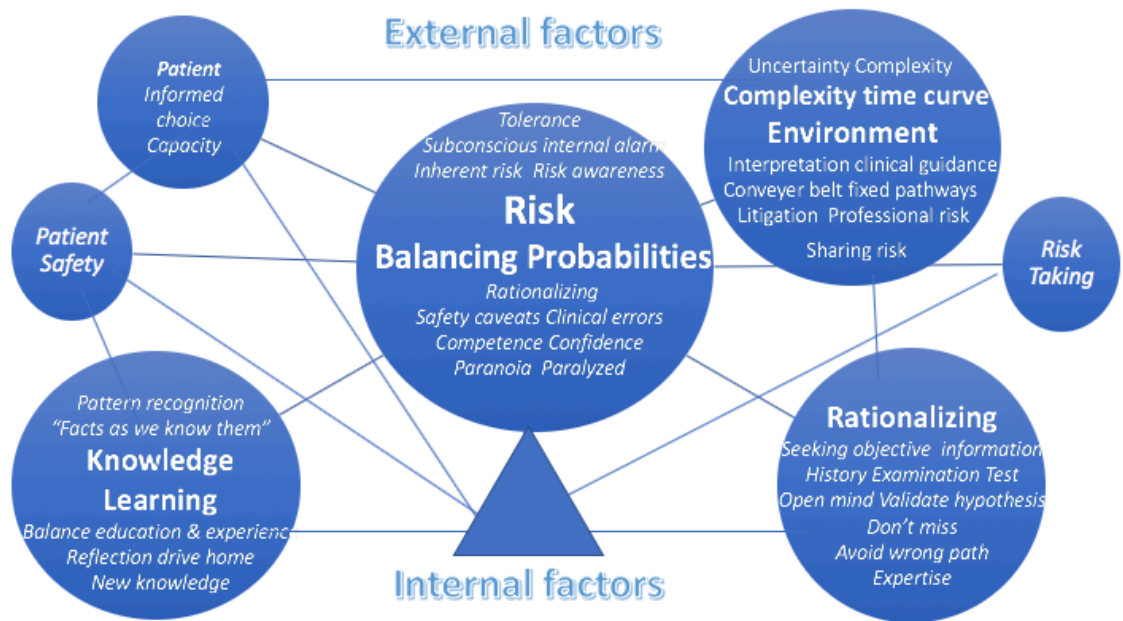 External factors
Patient
Informed
choice
Capacity
Uncertainty Complexity
Complexity time curve
Environment
Interpretation clinical guidance
Conveyer belt fixed pathways
Litigation Professional risk
Sharing risk
Tolerance
Subconscious internal alarm
Inherent risk Risk awareness
Risk
Balancing Probabilities
Rationalizing
Safety caveats Clinical errors
Competence Confidence
Paranoia Paralyzed
Patient
Safety
Risk
Taking
Pattern recognition
“Facts as we know them”
Knowledge
Learning
Balance education & experience
Reflection drive home
New knowledge
Rationalizing
Seeking objective information
History Examination Test
Open mind Validate hypothesis
Don’t miss
Avoid wrong path
Expertise
Internal factors